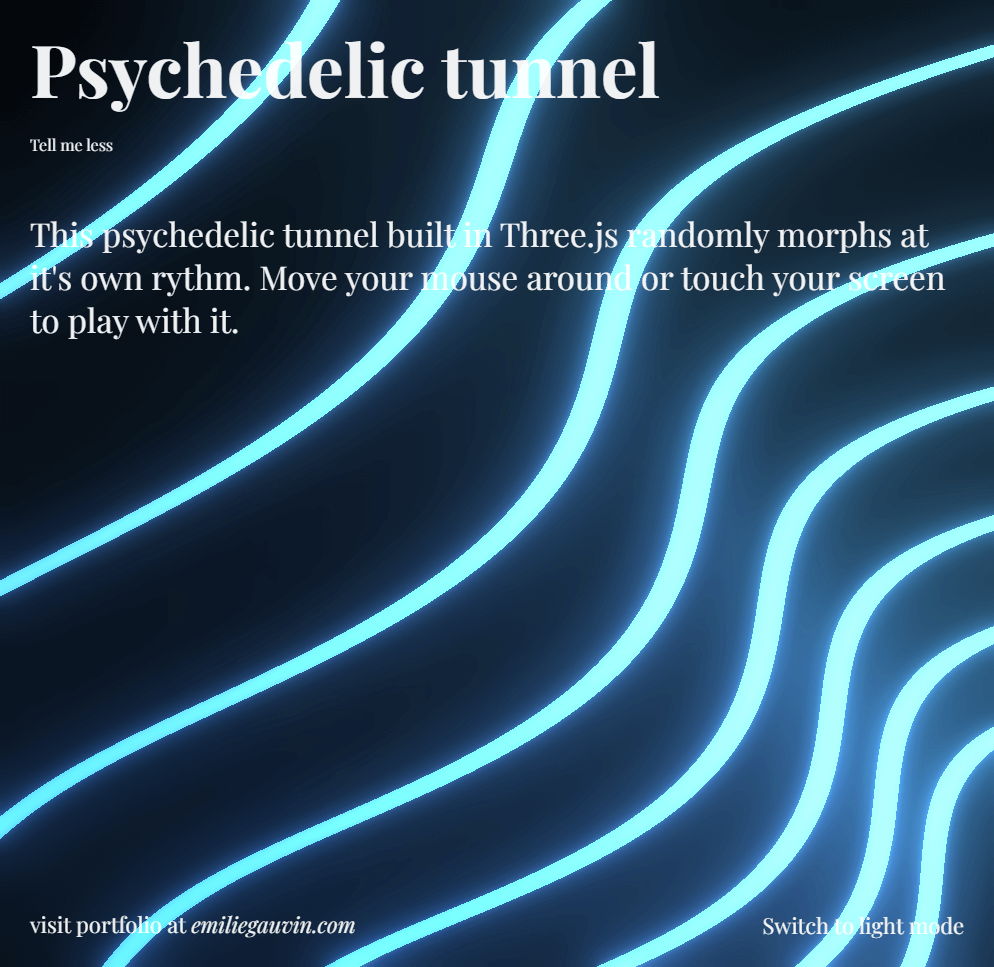 Psychedelic tunnel
Tell me less
This psychedelic tunnel built in Three.js randomly morphs at
it's own rythm. Move your mouse around or touch your screen
to play with it.
visit portfolio at emiliegauvin.com
Switch to light mode